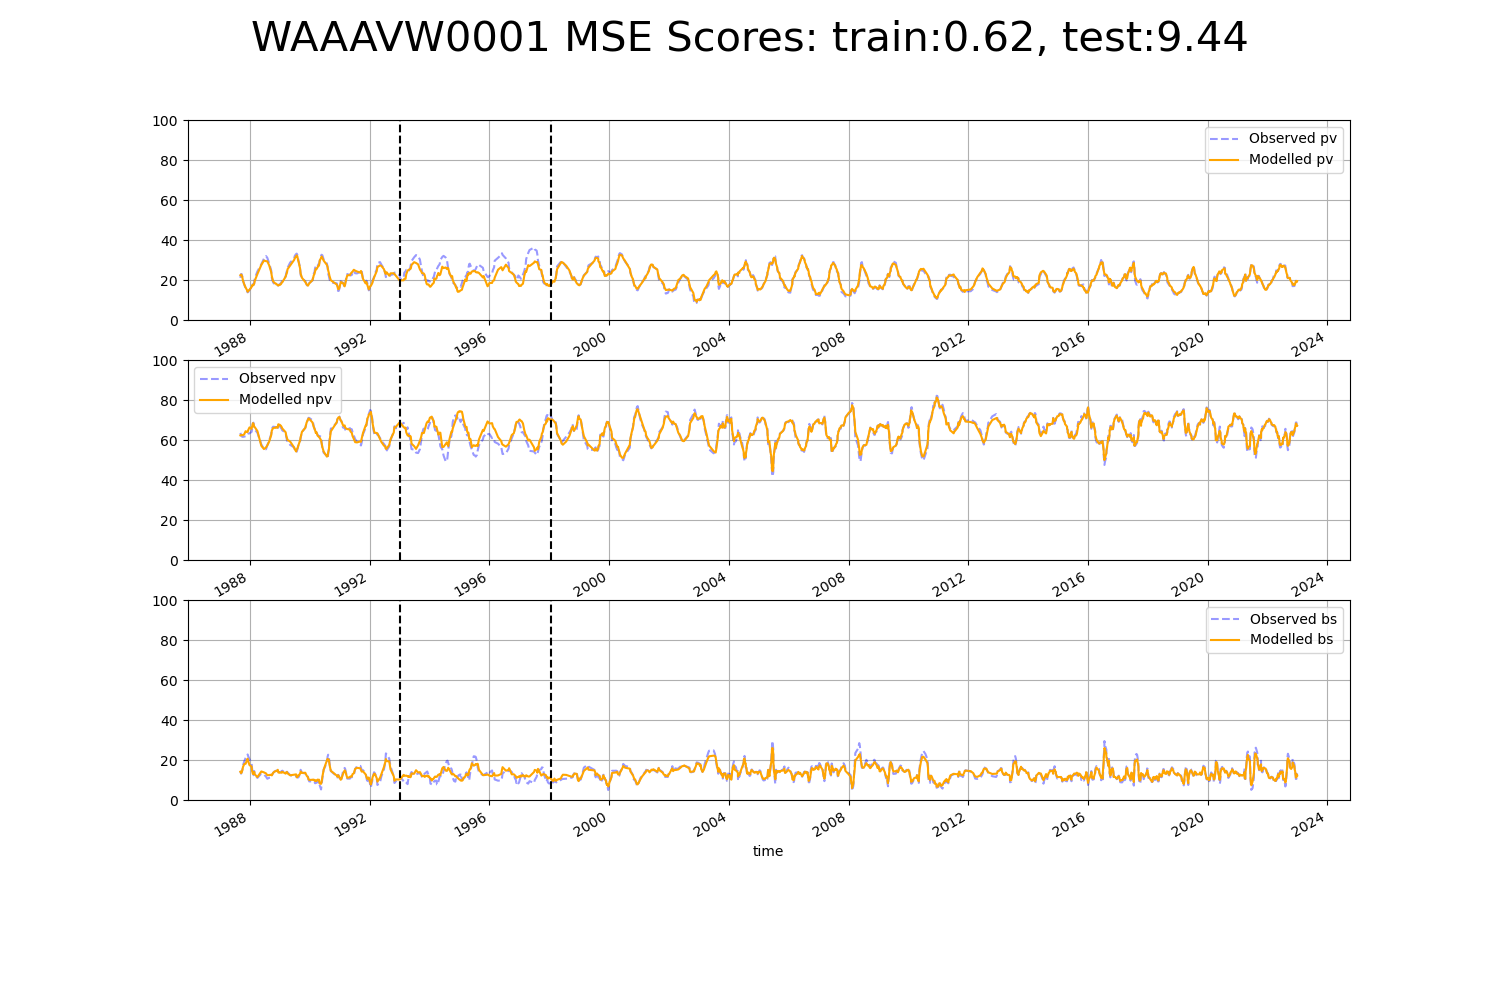 WAAAVW0001 MSE Scores: train:0.62, test:9.44
100
80
60
40
20
0
Observed pv
Modelled pv
1988 1992 1996 2000 2004 2008 2012 2016 2020 2024
100
80
60
40
20
0
Observed npv
Modelled npv
1988 1992 1996 2000 2004 2008 2012 2016 2020 2024
100
80
60
40
20
0
Observed bs
Modelled bs
1988 1992 1996 2000 2004 2008 2012 2016 2020 2024
time